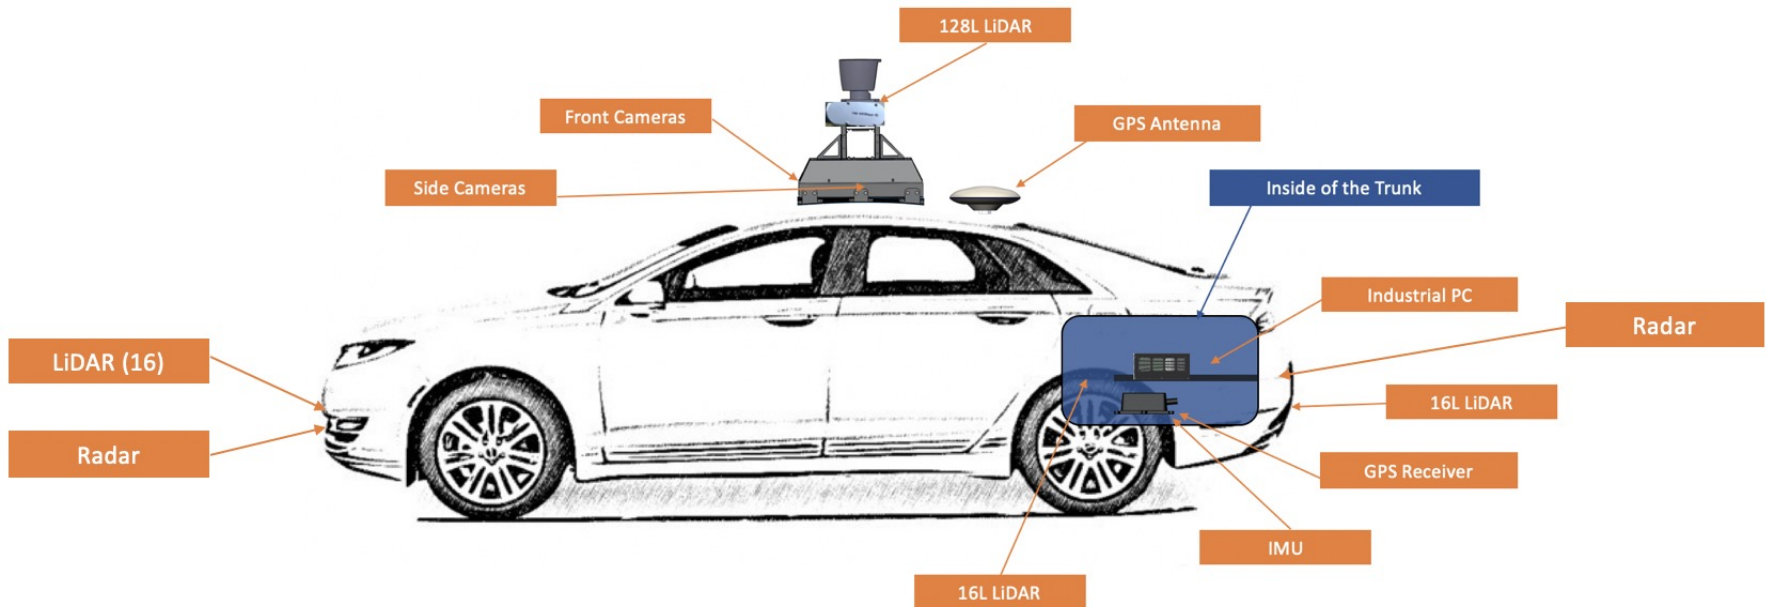 128L LiDAR
Front Cameras
GPS Antenna
Side Cameras
Inside of the Trunk
Industrial PC
Radar
LiDAR (16)
16L LiDAR
Radar
GPS Receiver
IMU
16L LiDAR